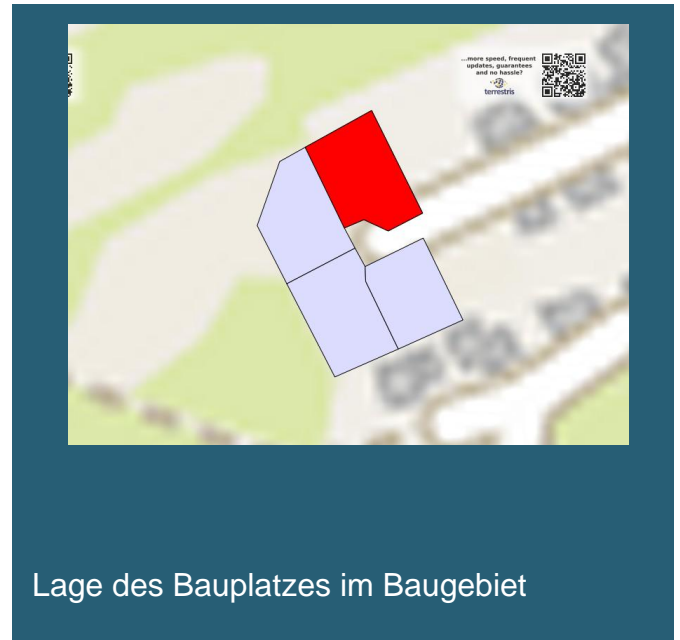 ...more speed, frequent
updates, guarantees
and no hassle?
terrestris
Lage des Bauplatzes im Baugebiet